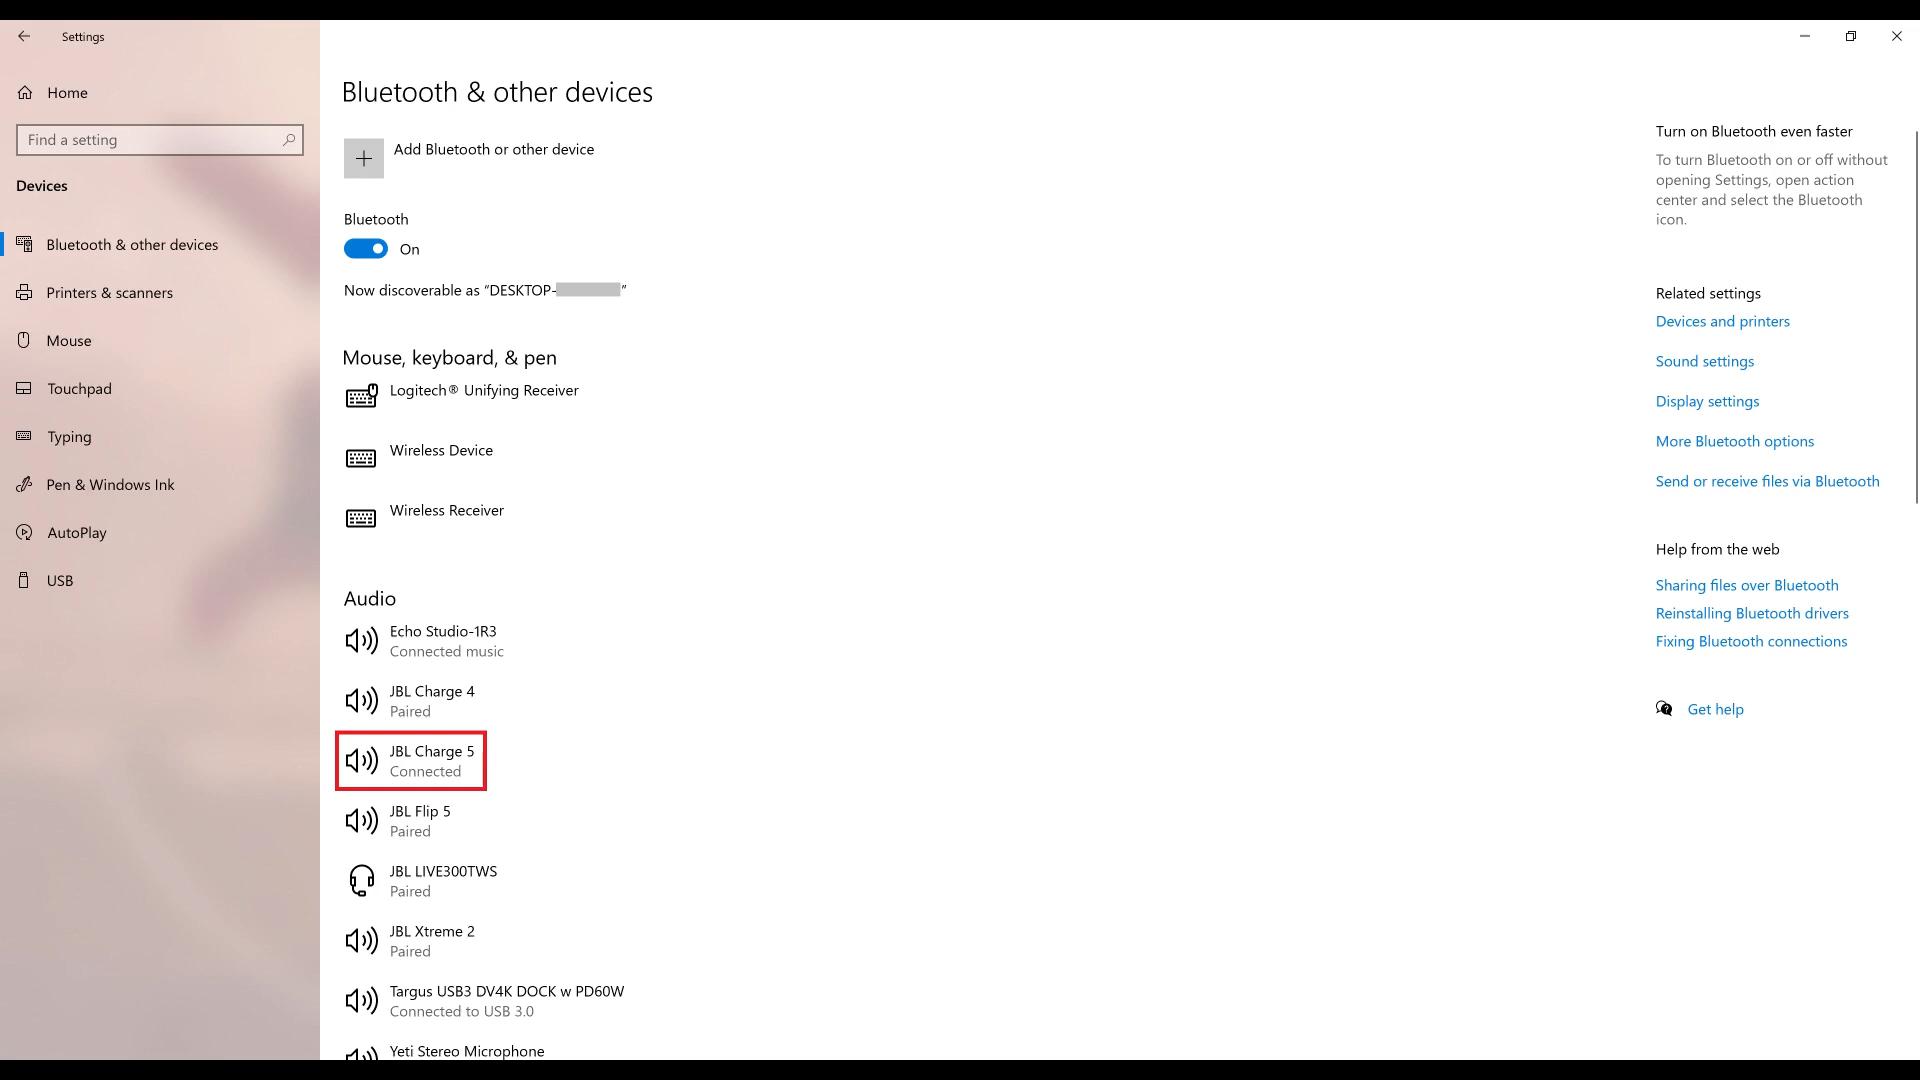 Settings
Home
Find a setting
Devices
Bluetooth & other devices
Printers & scanners
Mouse
Touchpad
Typing
Pen & Windows Ink
AutoPlay
USB
Bluetooth & other devices
Add Bluetooth or other device
Bluetooth
On
Now discoverable as “DESKTOP-”
Mouse, keyboard, & pen
Logitech® Unifying Receiver
Wireless Device
Wireless Receiver
Audio
Echo Studio-1R3
Connected music
JBL Charge 4
Paired
JBL Charge 5
Connected
JBL Flip 5
Paired
JBL LIVE300TWS
Paired
JBL Xtreme 2
Paired
Targus USB3 DV4K DOCK w PD60W
Connected to USB 3.0
Yeti Stereo Microphone
Turn on Bluetooth even faster
To turn Bluetooth on or off without
opening Settings, open action
center and select the Bluetooth
icon.
Related settings
Devices and printers
Sound settings
Display settings
More Bluetooth options
Send or receive files via Bluetooth
Help from the web
Sharing files over Bluetooth
Reinstalling Bluetooth drivers
Fixing Bluetooth connections
Get help